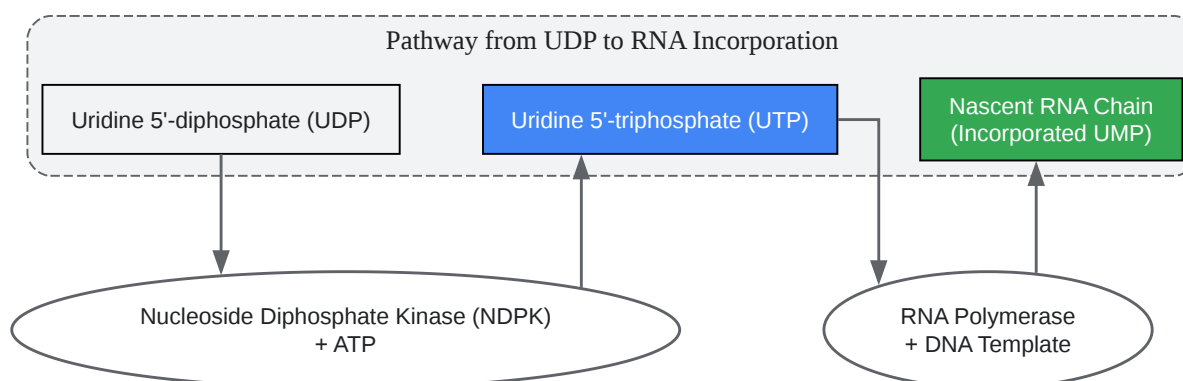 Pathway from UDP to RNA Incorporation
Uridine 5'-diphosphate (UDP)
Uridine 5'-triphosphate (UTP)
Nascent RNA Chain
(Incorporated UMP)
Nucleoside Diphosphate Kinase (NDPK)
+ ATP
RNA Polymerase
+ DNA Template